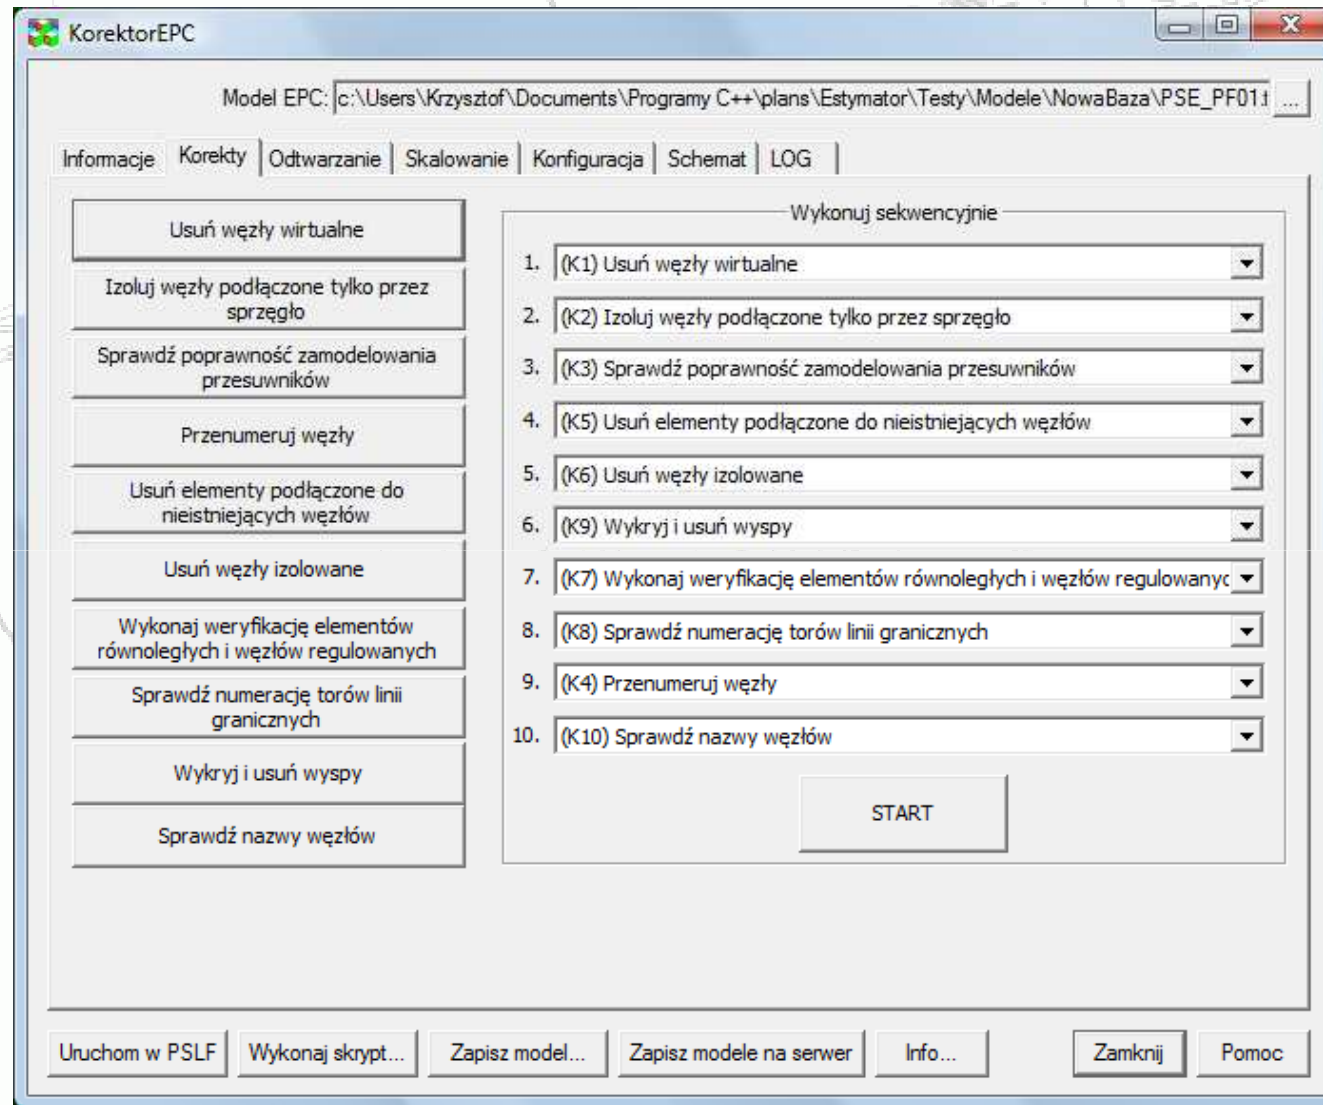 KorektorEPC
Model EPC: c:\Users\Krzysztof\Documents\Programy C++\plans\Estymator\Testy\Modele\NowaBaza\PSE_PF01 ...
Informacje Korekty Odtwarzanie Skalowanie Konfiguracja Schemat LOG
Usuń węzły wirtualne
Izoluj węzły podłączone tylko przez
sprzęgło
Sprawdź poprawność zamodelowania
przesuwników
Przenumeruj węzły
Usuń elementy podłączone do
nieistniejących węzłów
Usuń węzły izolowane
Wykonaj weryfikację elementów
równoległych i węzłów regulowanych
Sprawdź numerację torów linii
granicznych
Wykryj i usuń wyspy
Sprawdź nazwy węzłów
Wykonuj sekwencyjnie
1. (K1) Usuń węzły wirtualne
2. (K2) Izoluj węzły podłączone tylko przez sprzęgło
3. (K3) Sprawdź poprawność zamodelowania przesuwników
4. (K5) Usuń elementy podłączone do nieistniejących węzłów
5. (K6) Usuń węzły izolowane
6. (K9) Wykryj i usuń wyspy
7. (K7) Wykonaj weryfikację elementów równoległych i węzłów regulowanyc
8. (K8) Sprawdź numerację torów linii granicznych
9. (K4) Przenumeruj węzły
10. (K10) Sprawdź nazwy węzłów
START
Uruchom w PSLF Wykonaj skrypt... Zapisz model... Zapisz modele na serwer Info... Zamknij Pomoc